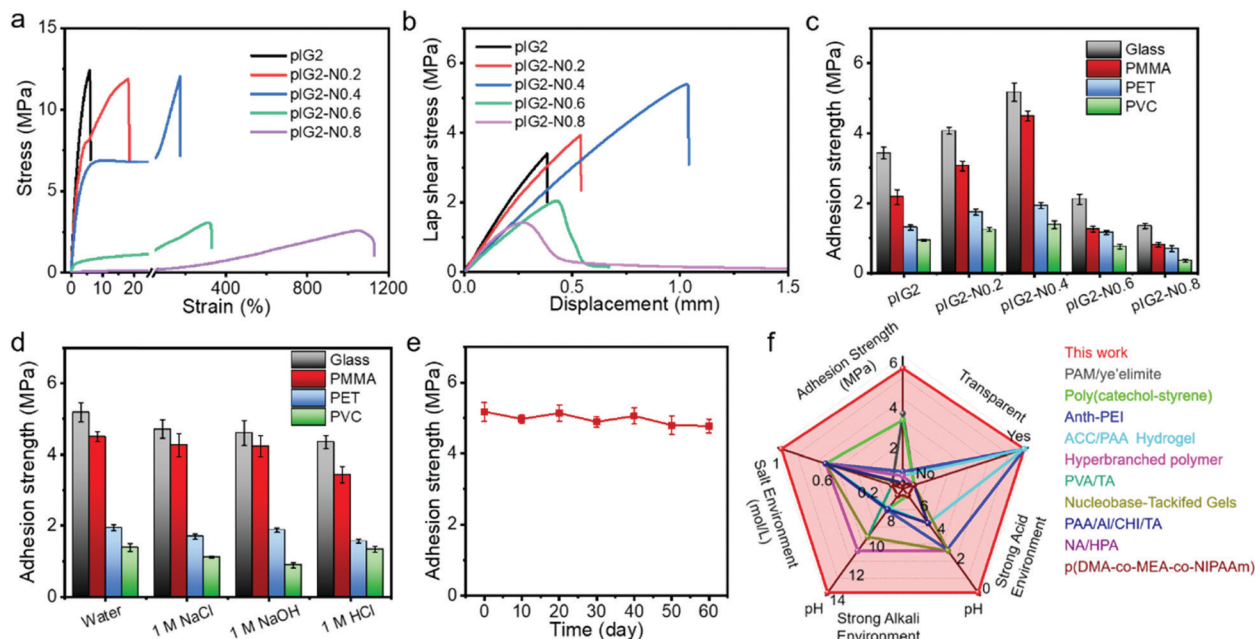 a
Stress (MPa)
15
10
5
0
pIG2
pIG2-N0.2
pIG2-N0.4
pIG2-N0.6
pIG2-N0.8
0 10 20 400 800 1200
Strain (%)
b
Lap shear stress (MPa)
6
4
2
0
pIG2
pIG2-N0.2
pIG2-N0.4
pIG2-N0.6
pIG2-N0.8
0.0 0.5 1.0 1.5
Displacement (mm)
c
Adhesion strength (MPa)
6
5
4
3
2
1
0
Glass
PMMA
PET
PVC
pIG2 pIG2-N0.2 pIG2-N0.4 pIG2-N0.6 pIG2-N0.8
d
Adhesion strength (MPa)
6
4
2
0
Glass
PMMA
PET
PVC
Water 1 M NaCl 1 M NaOH 1 M HCl
e
Adhesion strength (MPa)
6
4
2
0
0 10 20 30 40 50 60
Time (day)
f
Adhesion Strength
(MPa)
6
4
2
Transparent
Yes
No
Strong Acid
Environment
6
4
2
0
pH
Strong Alkali
Environment
8
10
12
14
pH
Salt Environment
(mol/L)
1
0.6
0.2
This work
PAM/ye'elimite
Poly(catechol-styrene)
Anth-PEI
ACC/PAA Hydrogel
Hyperbranched polymer
PVA/TA
Nucleobase-Tackifed Gels
PAA/Al/CHI/TA
NA/HPA
p(DMA-co-MEA-co-NIPAAm)